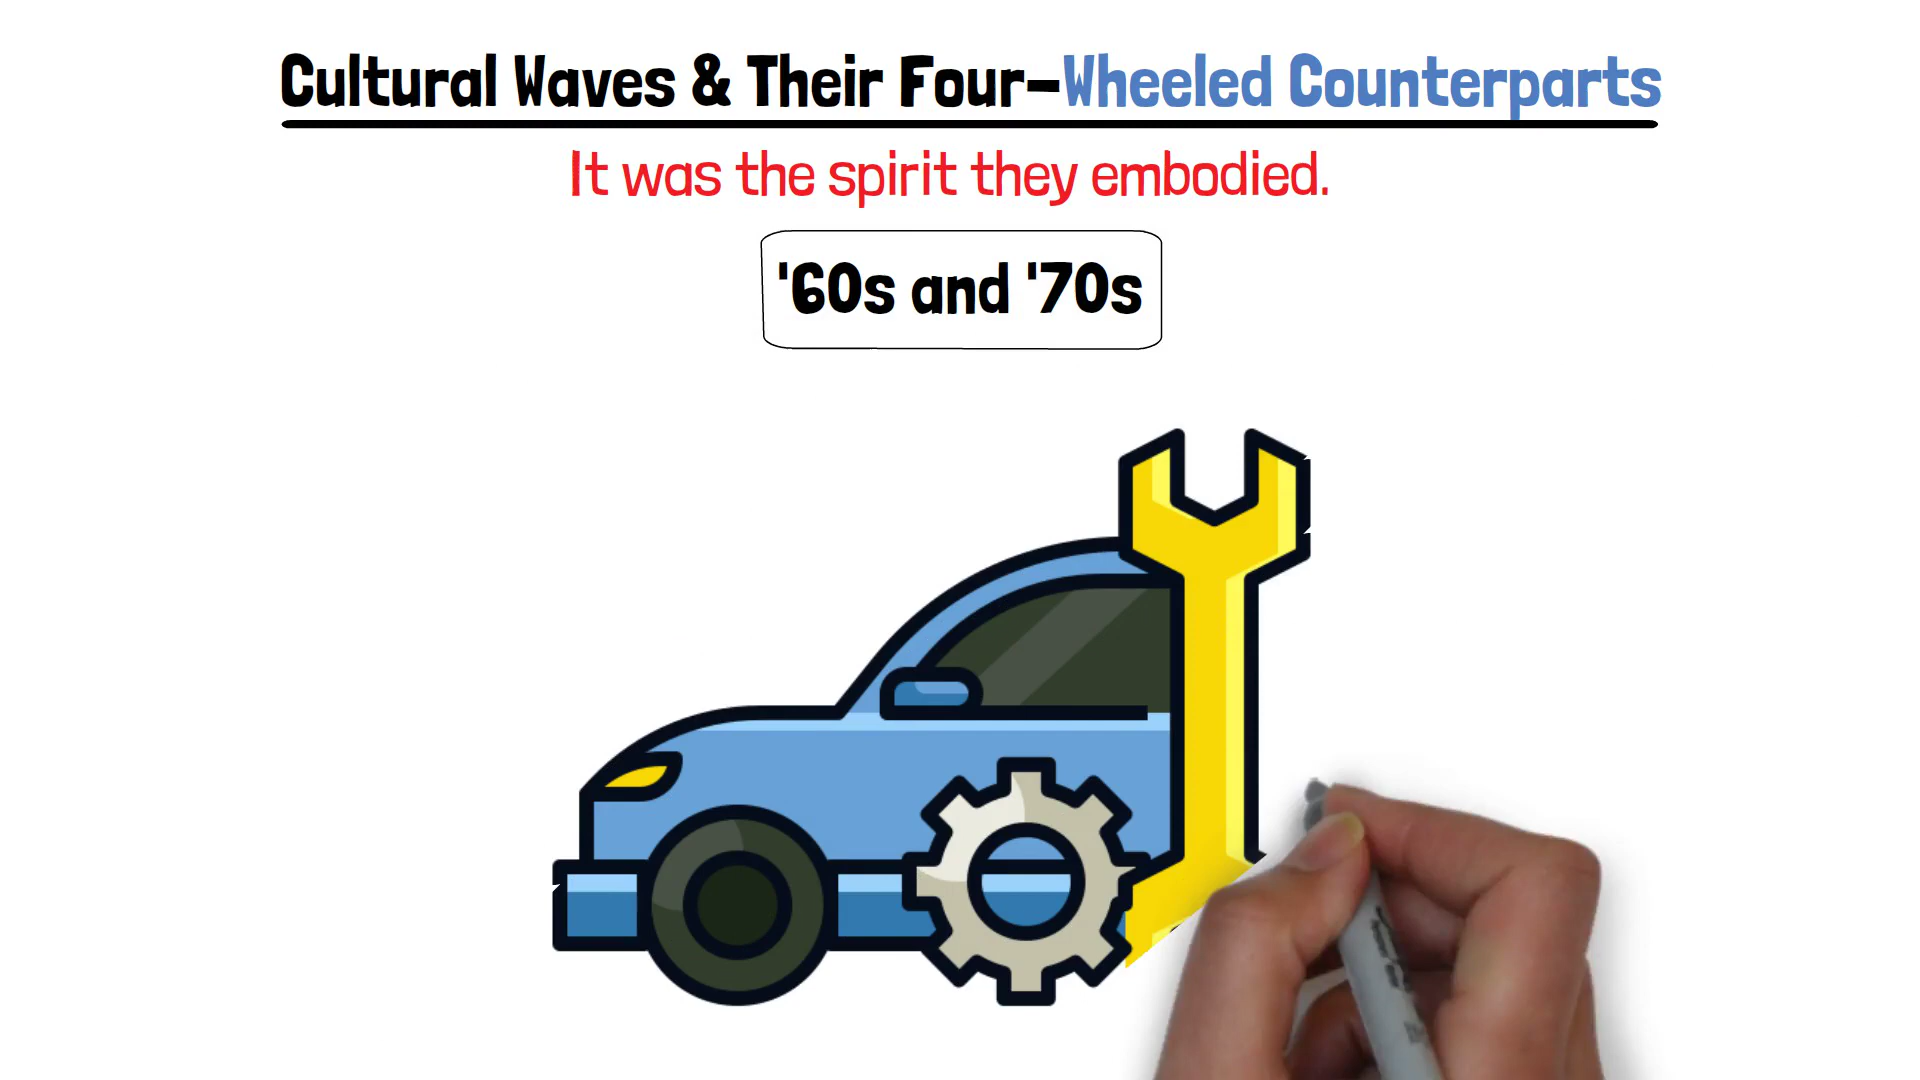 Cultural Waves & Their Four-Wheeled Counterparts
It was the spirit they embodied.
'60s and '70s